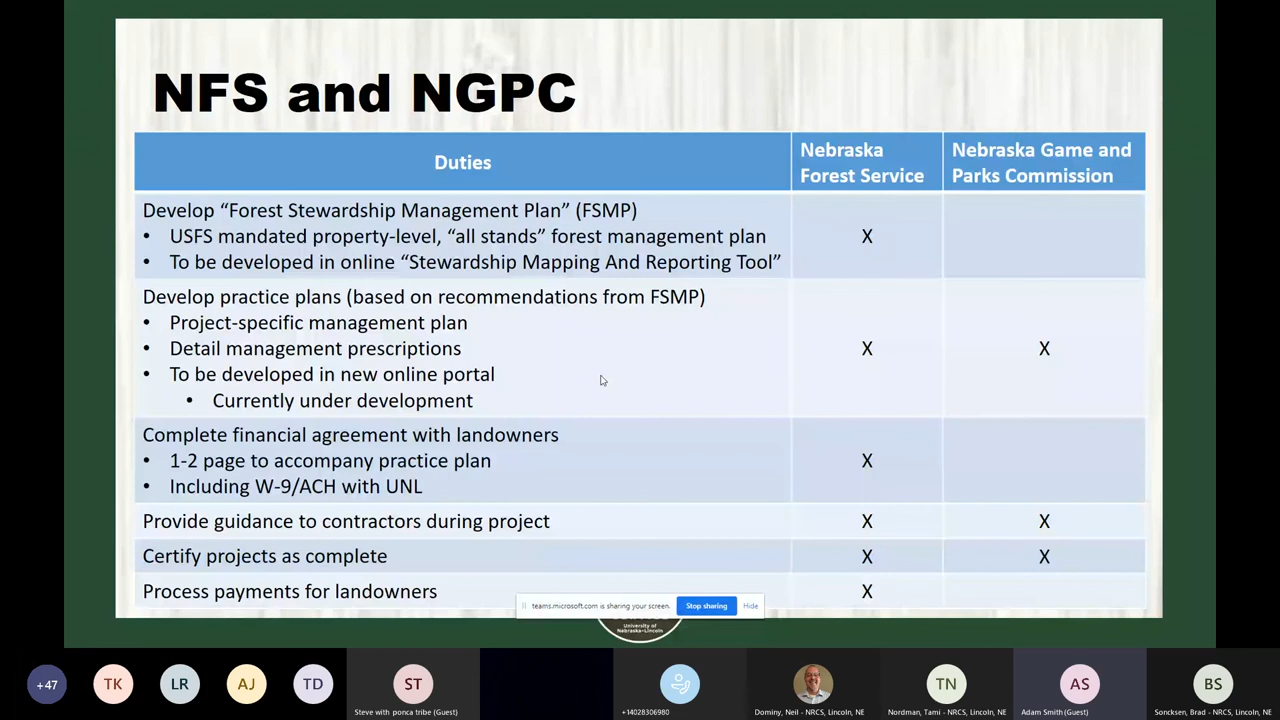 NFS and NGPC
Duties
Nebraska
Forest Service
Nebraska Game and
Parks Commission
Develop “Forest Stewardship Management Plan” (FSMP)
• USFS mandated property-level, “all stands” forest management plan
• To be developed in online “Stewardship Mapping And Reporting Tool”
X
Develop practice plans (based on recommendations from FSMP)
• Project-specific management plan
• Detail management prescriptions
• To be developed in new online portal
• Currently under development
X X
Complete financial agreement with landowners
• 1-2 page to accompany practice plan
• Including W-9/ACH with UNL
X
Provide guidance to contractors during project X X
Certify projects as complete X X
Process payments for landowners X
teams.microsoft.com is sharing your screen. Stop sharing Hide
University of
Nebraska–Lincoln
+47 TK LR AJ TD ST TN AS BS
Steve with ponca tribe (Guest)
+14028306980
Dominy, Neil - NRCS, Lincoln, NE
Nordman, Tami - NRCS, Lincoln, NE
Adam Smith (Guest)
Soncksen, Brad - NRCS, Lincoln, NE